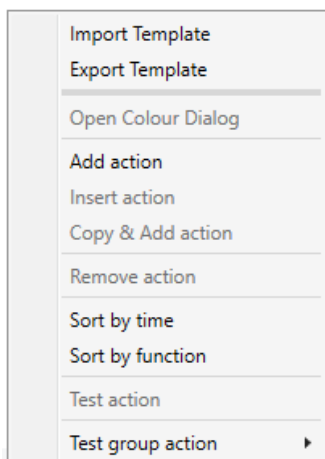 Import Template
Export Template
Open Colour Dialog
Add action
Insert action
Copy & Add action
Remove action
Sort by time
Sort by function
Test action
Test group action